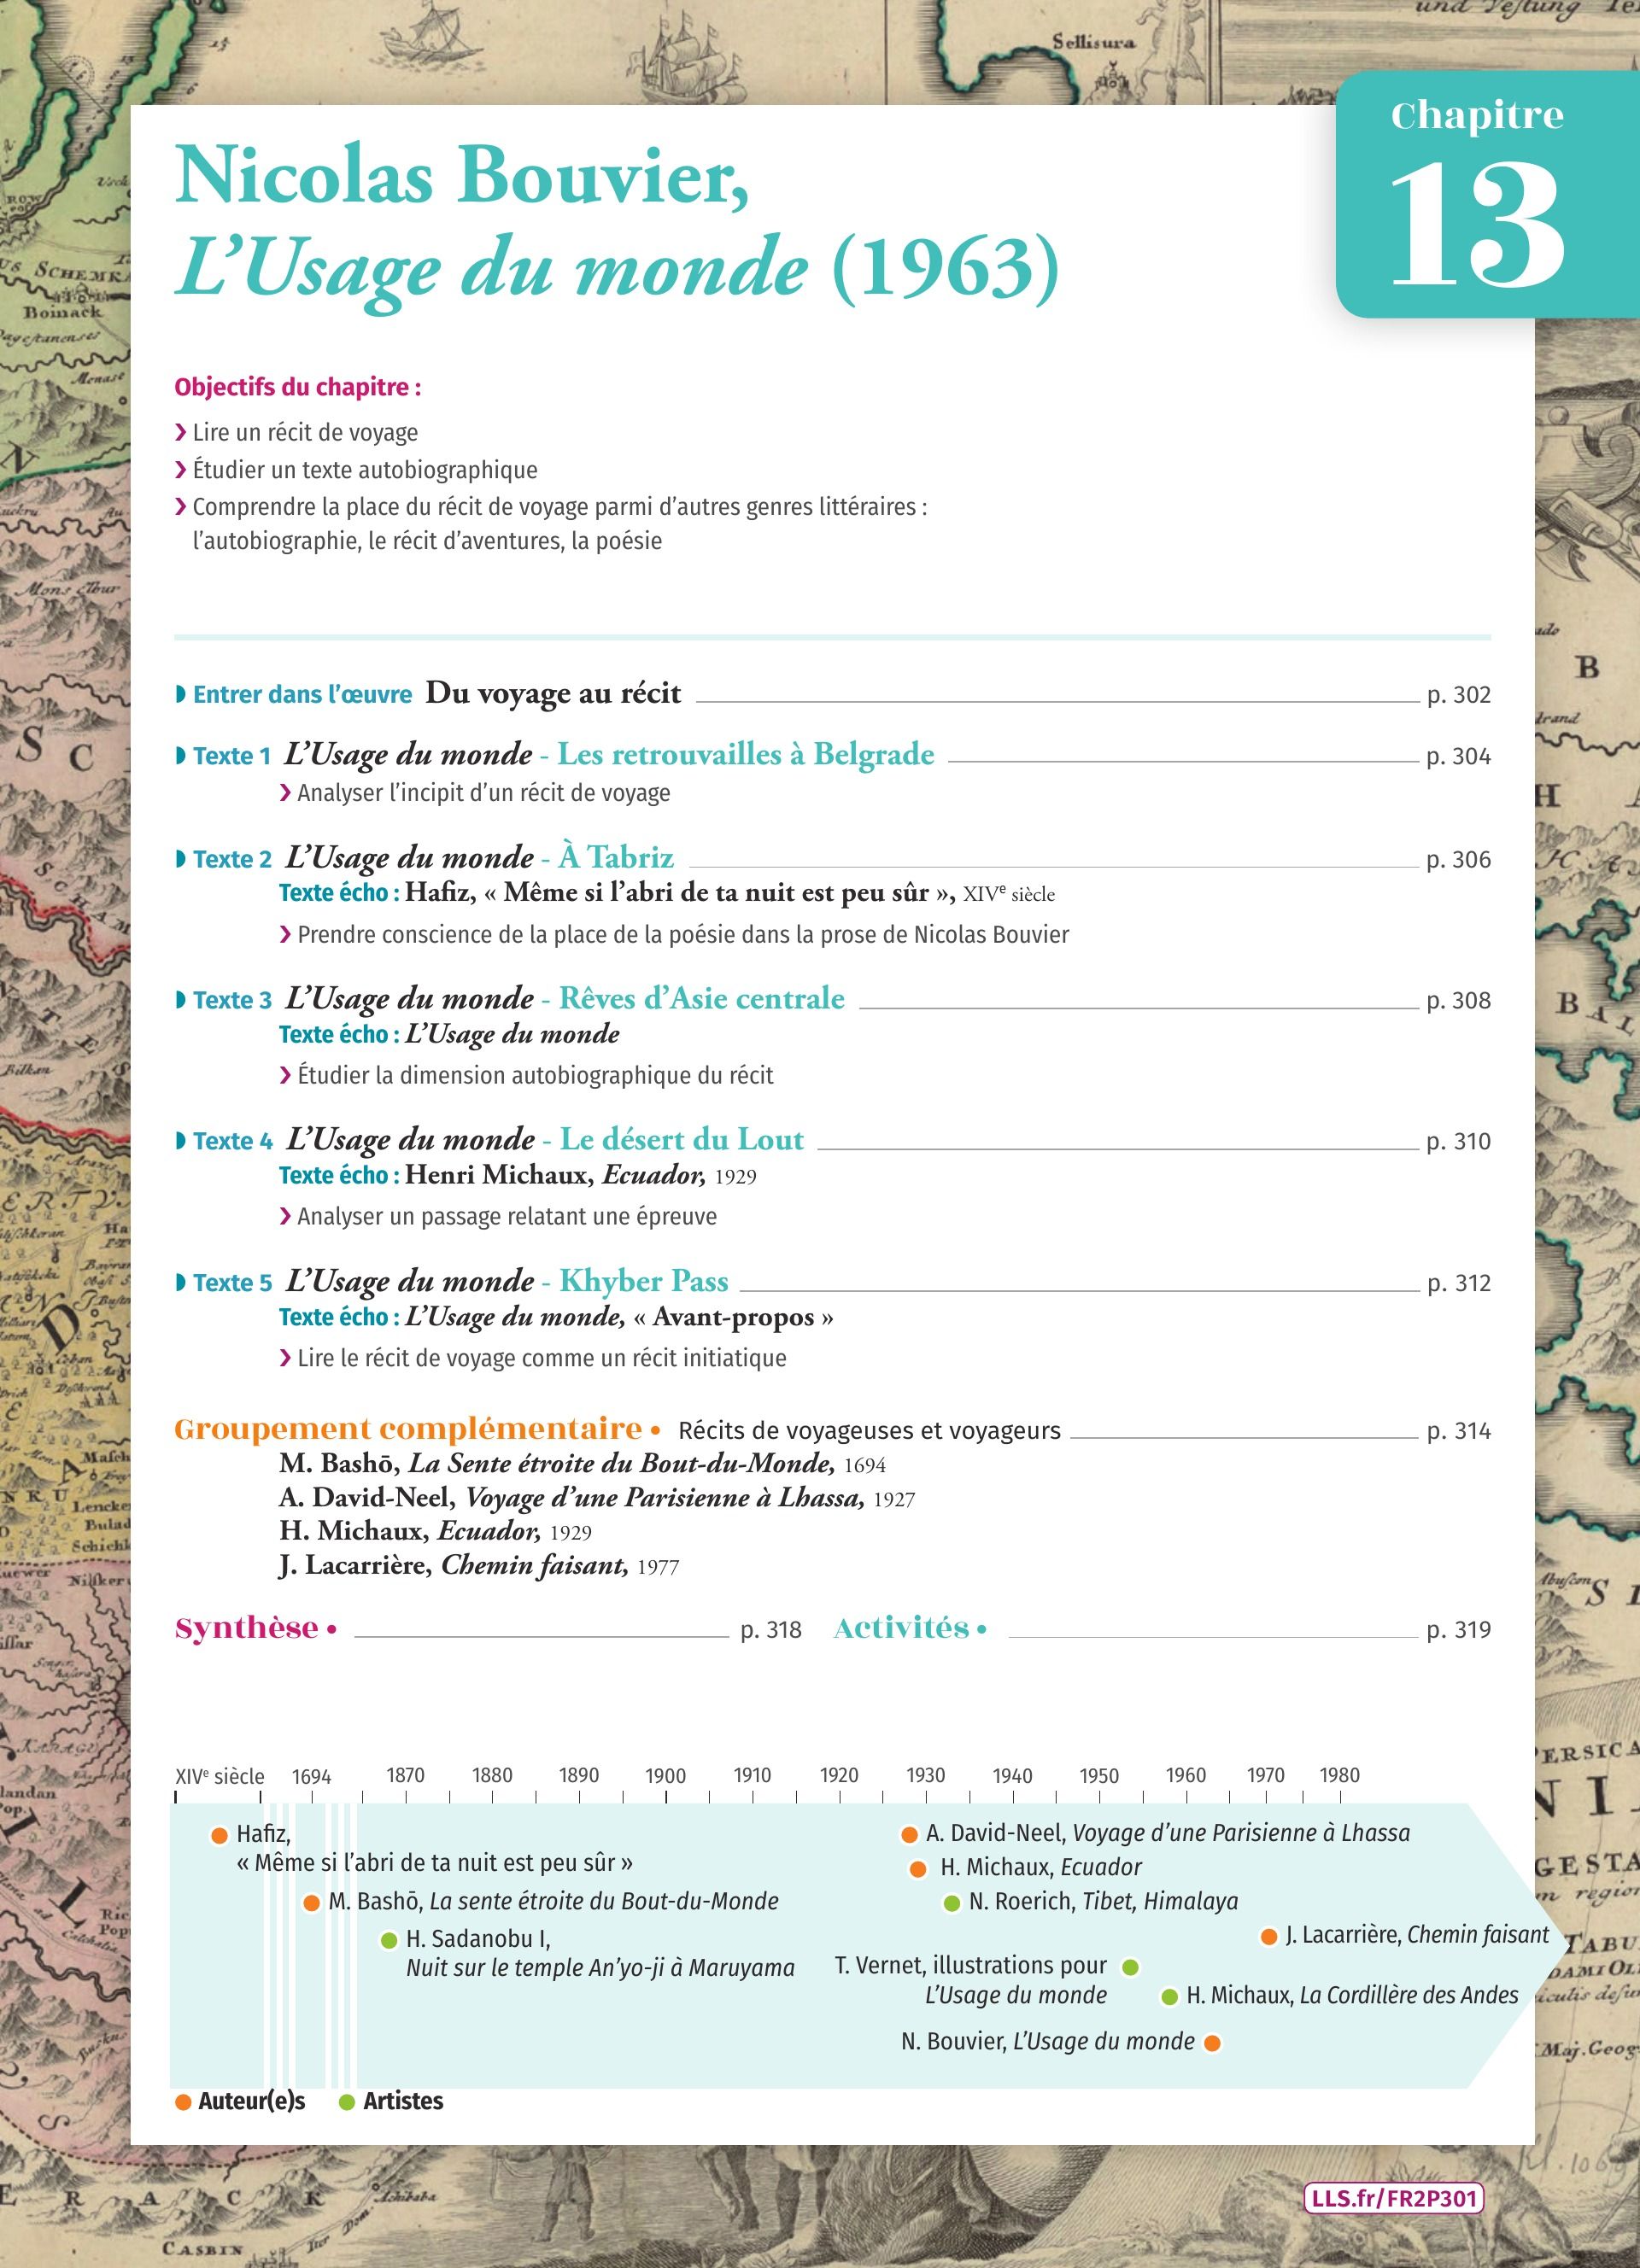 und Veſtung
Sellisura
Chapitre
13
Nicolas Bouvier,
L’Usage du monde (1963)
Objectifs du chapitre :
❯ Lire un récit de voyage
❯ Étudier un texte autobiographique
❯ Comprendre la place du récit de voyage parmi d’autres genres littéraires :
l’autobiographie, le récit d’aventures, la poésie
Entrer dans l’œuvre Du voyage au récit p. 302
Texte 1 L’Usage du monde - Les retrouvailles à Belgrade p. 304
❯ Analyser l’incipit d’un récit de voyage
Texte 2 L’Usage du monde - À Tabriz p. 306
Texte écho : Hafiz, « Même si l’abri de ta nuit est peu sûr », XIVe siècle
❯ Prendre conscience de la place de la poésie dans la prose de Nicolas Bouvier
Texte 3 L’Usage du monde - Rêves d’Asie centrale p. 308
Texte écho : L’Usage du monde
❯ Étudier la dimension autobiographique du récit
Texte 4 L’Usage du monde - Le désert du Lout p. 310
Texte écho : Henri Michaux, Ecuador, 1929
❯ Analyser un passage relatant une épreuve
Texte 5 L’Usage du monde - Khyber Pass p. 312
Texte écho : L’Usage du monde, « Avant-propos »
❯ Lire le récit de voyage comme un récit initiatique
Groupement complémentaire • Récits de voyageuses et voyageurs p. 314
M. Bashō, La Sente étroite du Bout-du-Monde, 1694
A. David-Neel, Voyage d’une Parisienne à Lhassa, 1927
H. Michaux, Ecuador, 1929
J. Lacarrière, Chemin faisant, 1977
Synthèse • p. 318 Activités • p. 319
XIVe siècle 1694 1870 1880 1890 1900 1910 1920 1930 1940 1950 1960 1970 1980
Hafiz,
« Même si l’abri de ta nuit est peu sûr »
M. Bashō, La sente étroite du Bout-du-Monde
H. Sadanobu I,
Nuit sur le temple An’yo-ji à Maruyama
A. David-Neel, Voyage d’une Parisienne à Lhassa
H. Michaux, Ecuador
N. Roerich, Tibet, Himalaya
J. Lacarrière, Chemin faisant
T. Vernet, illustrations pour
L’Usage du monde
H. Michaux, La Cordillère des Andes
N. Bouvier, L’Usage du monde
Auteur(e)s Artistes
Boinack
Mons Thur
Bilkan
E R A C K
Achibaba
CASBIN
LLS.fr/FR2P301